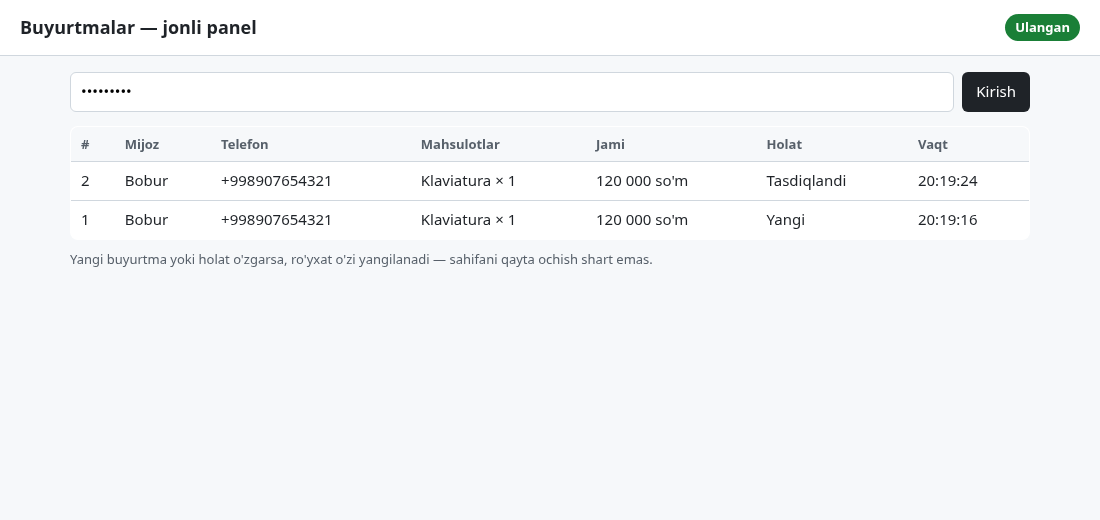 Buyurtmalar — jonli panel Ulangan
••••••••• Kirish
# Mijoz Telefon Mahsulotlar Jami Holat Vaqt
2 Bobur +998907654321 Klaviatura × 1 120 000 so'm Tasdiqlandi 20:19:24
1 Bobur +998907654321 Klaviatura × 1 120 000 so'm Yangi 20:19:16
Yangi buyurtma yoki holat o'zgarsa, ro'yxat o'zi yangilanadi — sahifani qayta ochish shart emas.